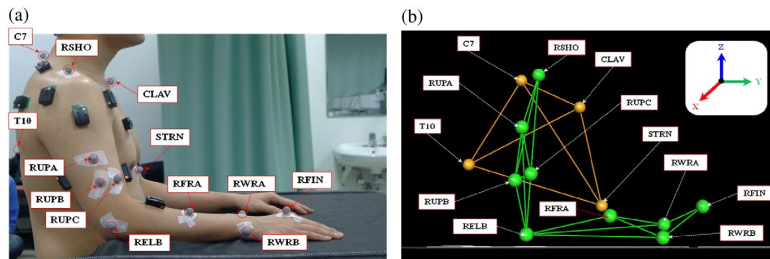 (a)
C7
RSHO
CLAV
T10
STRN
RUPA
RUPB
RUPC
RFRA
RWRA
RFIN
RELB
RWRB
(b)
C7
RSHO
CLAV
RUPA
T10
RUPC
STRN
RWRA
RUPB
RFRA
RFIN
RELB
RWRB
Z
Y
X